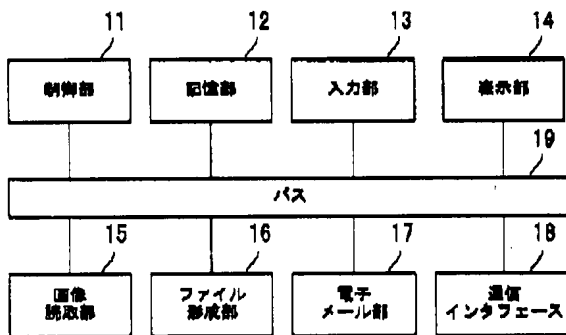 11 12 13 14
制御部 記憶部 入力部 表示部
19
バス
15 16 17 18
画像 ファイル 電子 通信
読取部 形成部 メール部 インタフェース